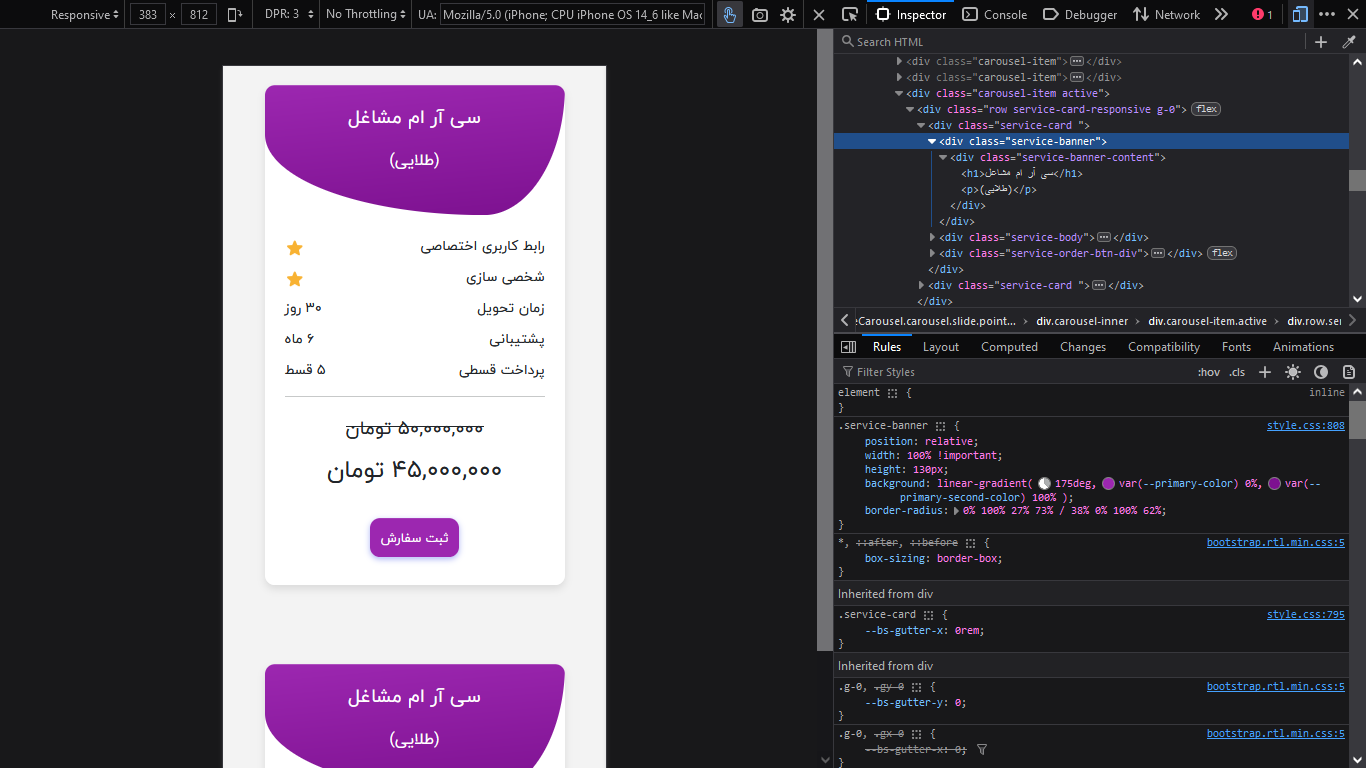 Responsive 383 × 812 DPR: 3 No Throttling UA: Mozilla/5.0 (iPhone; CPU iPhone OS 14_6 like Mac
سی آر ام مشاغل
(طلایی)
رابط کاربری اختصاصی
شخصی سازی
زمان تحویل ۳۰ روز
پشتیبانی ۶ ماه
پرداخت قسطی ۵ قسط
۵۰,۰۰۰,۰۰۰ تومان
۴۵,۰۰۰,۰۰۰ تومان
ثبت سفارش
سی آر ام مشاغل
(طلایی)
Inspector Console Debugger Network 1
Search HTML
<div class="carousel-item"></div>
<div class="carousel-item"></div>
<div class="carousel-item active">
<div class="row service-card-responsive g-0"> flex
<div class="service-card ">
<div class="service-banner">
<div class="service-banner-content">
<h1>سی آر ام مشاغل</h1>
<p>(طلایی)</p>
</div>
</div>
<div class="service-body"></div>
<div class="service-order-btn-div"></div> flex
</div>
<div class="service-card "></div>
</div>
:eCarousel.carousel.slide.point... > div.carousel-inner > div.carousel-item.active > div.row.ser
Rules Layout Computed Changes Compatibility Fonts Animations
Filter Styles :hov .cls
element { inline
}
.service-banner { style.css:808
position: relative;
width: 100% !important;
height: 130px;
background: linear-gradient( 175deg, var(--primary-color) 0%, var(--
primary-second-color) 100% );
border-radius: 0% 100% 27% 73% / 38% 0% 100% 62%;
}
*, ::after, ::before { bootstrap.rtl.min.css:5
box-sizing: border-box;
}
Inherited from div
.service-card { style.css:795
--bs-gutter-x: 0rem;
}
Inherited from div
.g-0, .gy-0 { bootstrap.rtl.min.css:5
--bs-gutter-y: 0;
}
.g-0, .gx-0 { bootstrap.rtl.min.css:5
--bs-gutter-x: 0;
}